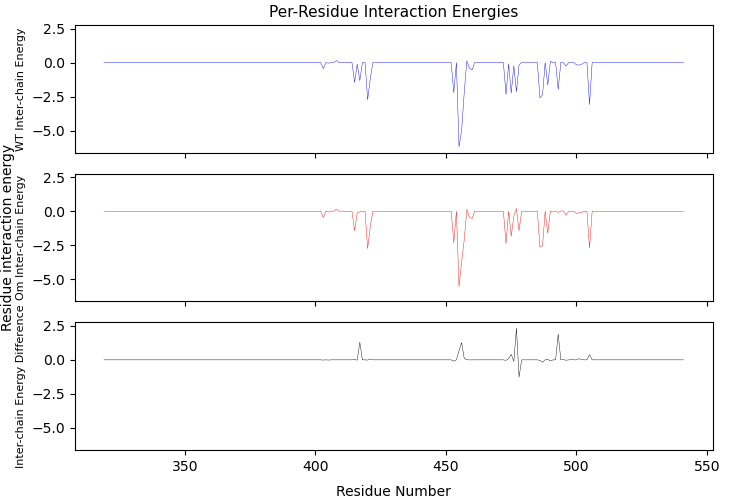 Per-Residue Interaction Energies
WT Inter-chain Energy
2.5
0.0
−2.5
−5.0
Residue interaction energy
Om Inter-chain Energy
2.5
0.0
−2.5
−5.0
Inter-chain Energy Difference
2.5
0.0
−2.5
−5.0
350 400 450 500 550
Residue Number